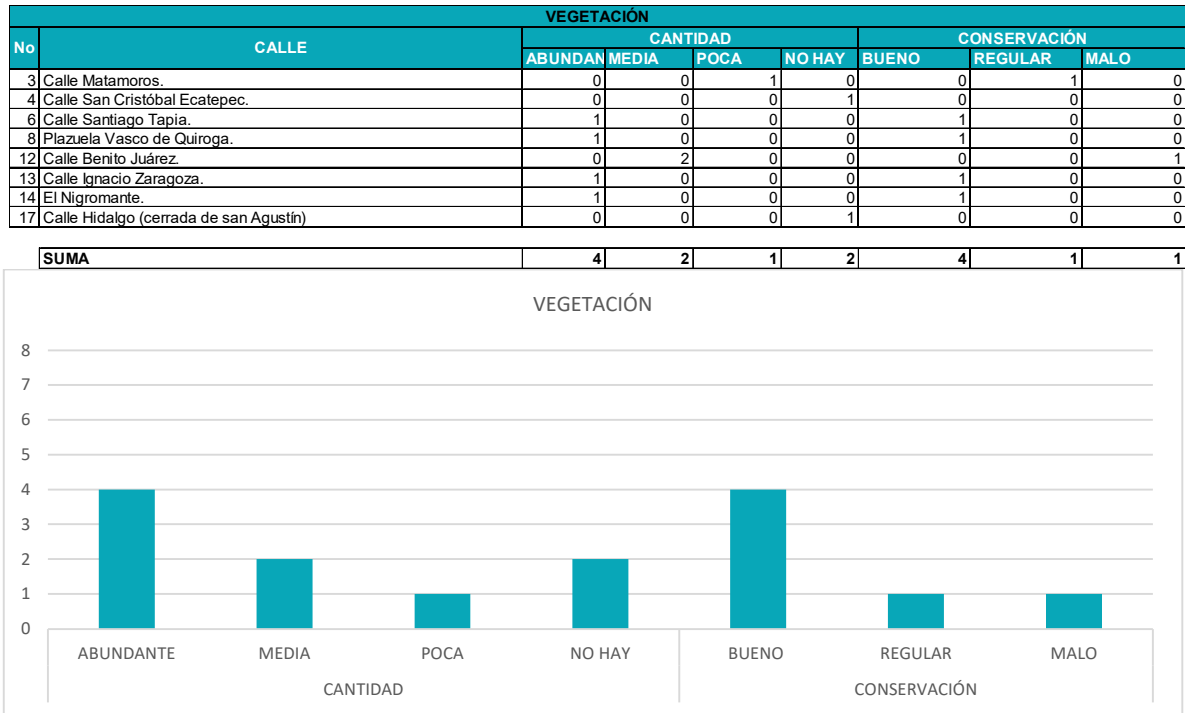 VEGETACIÓN
No CALLE CANTIDAD CONSERVACIÓN
ABUNDAN MEDIA POCA NO HAY BUENO REGULAR MALO
3 Calle Matamoros. 0 0 1 0 0 1 0
4 Calle San Cristóbal Ecatepec. 0 0 0 1 0 0 0
6 Calle Santiago Tapia. 1 0 0 0 1 0 0
8 Plazuela Vasco de Quiroga. 1 0 0 0 1 0 0
12 Calle Benito Juárez. 0 2 0 0 0 0 1
13 Calle Ignacio Zaragoza. 1 0 0 0 1 0 0
14 El Nigromante. 1 0 0 0 1 0 0
17 Calle Hidalgo (cerrada de san Agustín) 0 0 0 1 0 0 0
SUMA 4 2 1 2 4 1 1
VEGETACIÓN
8
7
6
5
4
3
2
1
0
ABUNDANTE MEDIA POCA NO HAY BUENO REGULAR MALO
CANTIDAD CONSERVACIÓN